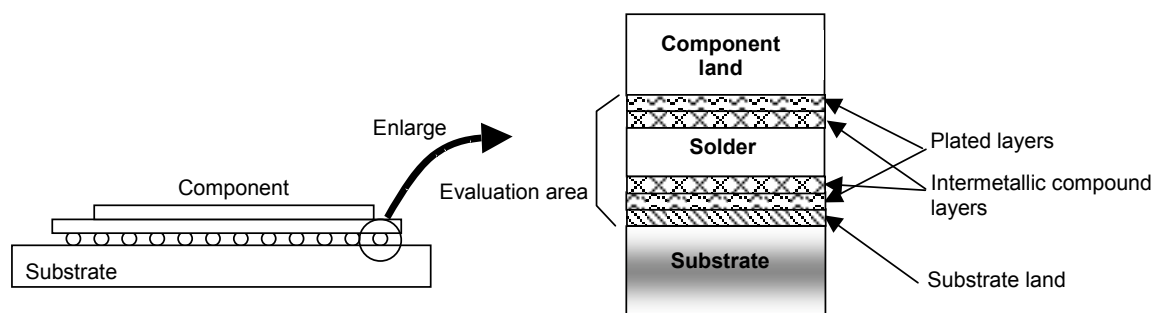 Component
Substrate
Enlarge
Evaluation area
Component
land
Solder
Substrate
Plated layers
Intermetallic compound
layers
Substrate land